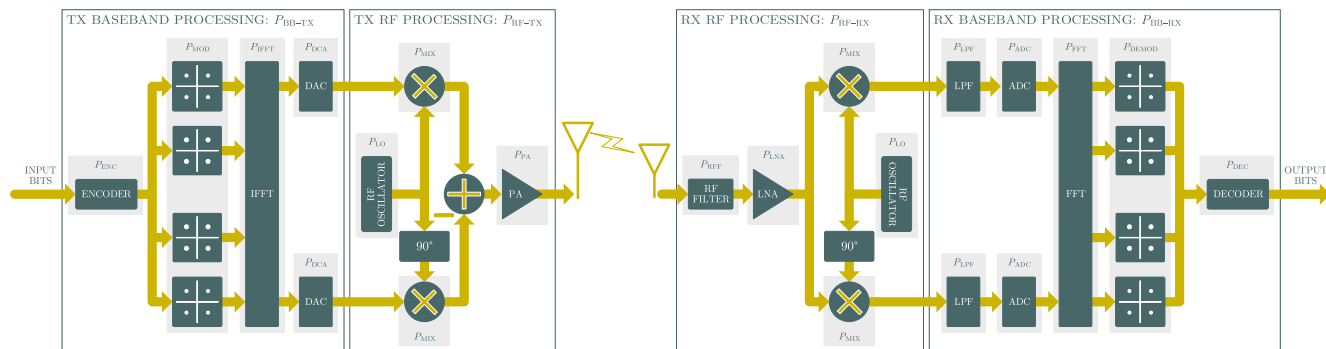 TX BASEBAND PROCESSING: P_BB–TX
P_MOD
P_IFFT
P_DCA
DAC
P_ENC
INPUT
BITS
ENCODER
IFFT
P_DCA
DAC
TX RF PROCESSING: P_RF–TX
P_MIX
P_LO
RF
OSCILLATOR
P_PA
PA
90°
P_MIX
RX RF PROCESSING: P_RF–RX
P_MIX
P_RFF
RF
FILTER
P_LNA
LNA
P_LO
RF
OSCILLATOR
90°
P_MIX
RX BASEBAND PROCESSING: P_BB–RX
P_LPF
P_ADC
P_FFT
P_DEMOD
LPF
ADC
FFT
P_LPF
P_ADC
LPF
ADC
P_DEC
DECODER
OUTPUT
BITS